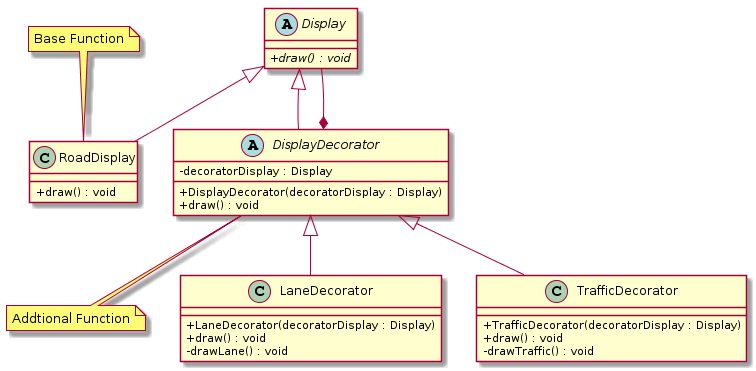 A Display
+draw() : void
Base Function
C RoadDisplay
+draw() : void
A DisplayDecorator
-decoratorDisplay : Display
+DisplayDecorator(decoratorDisplay : Display)
+draw() : void
Addtional Function
C LaneDecorator
+LaneDecorator(decoratorDisplay : Display)
+draw() : void
-drawLane() : void
C TrafficDecorator
+TrafficDecorator(decoratorDisplay : Display)
+draw() : void
-drawTraffic() : void